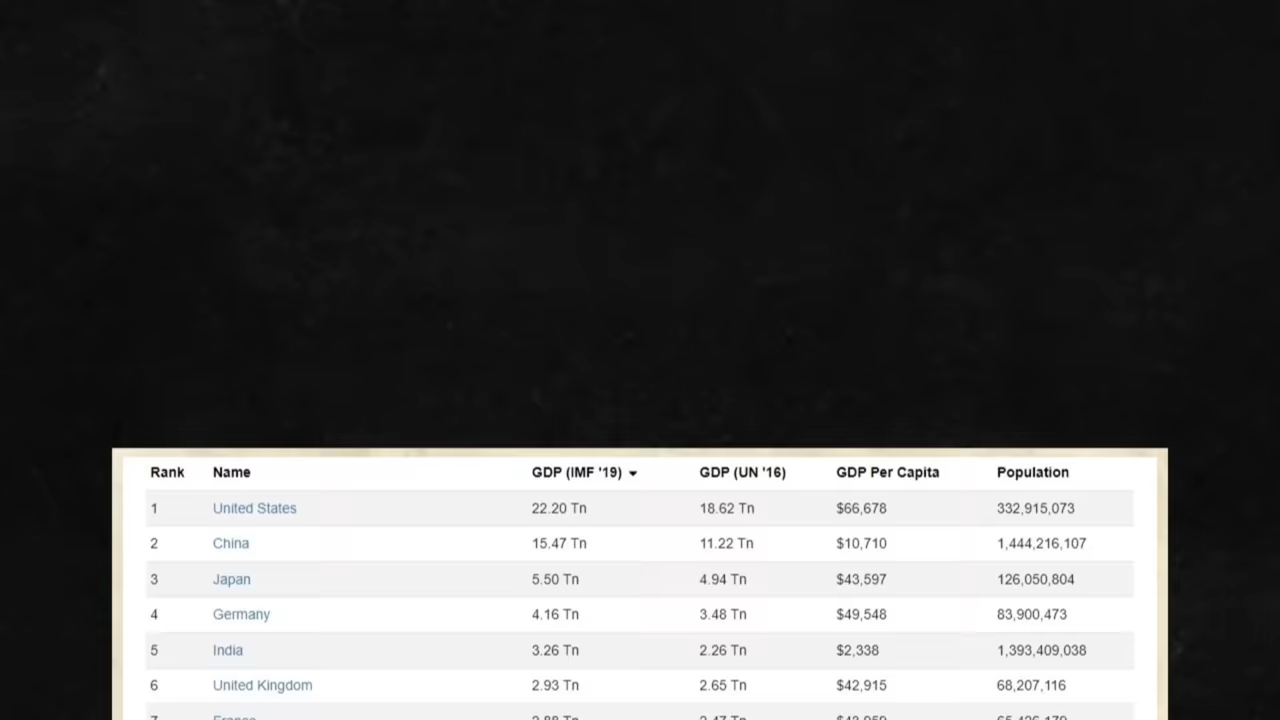 Rank Name GDP (IMF '19) GDP (UN '16) GDP Per Capita Population
1 United States 22.20 Tn 18.62 Tn $66,678 332,915,073
2 China 15.47 Tn 11.22 Tn $10,710 1,444,216,107
3 Japan 5.50 Tn 4.94 Tn $43,597 126,050,804
4 Germany 4.16 Tn 3.48 Tn $49,548 83,900,473
5 India 3.26 Tn 2.26 Tn $2,338 1,393,409,038
6 United Kingdom 2.93 Tn 2.65 Tn $42,915 68,207,116